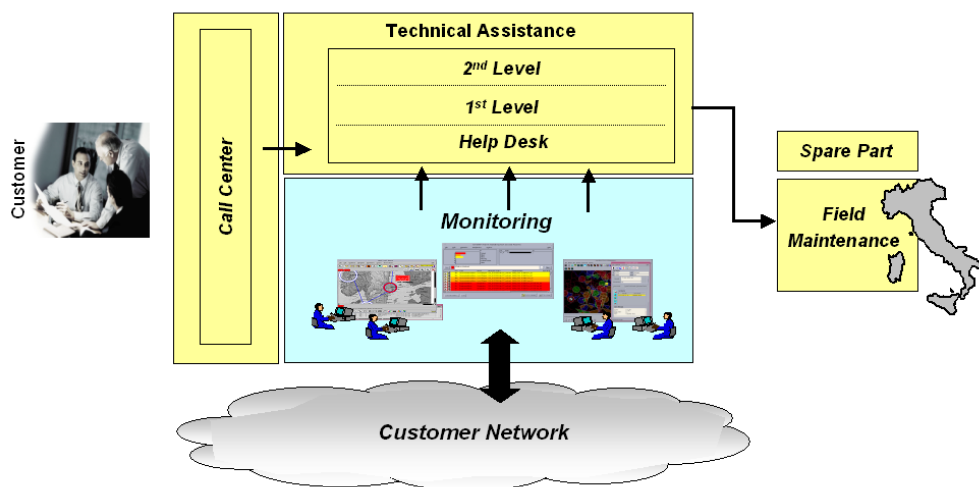 Customer
Call Center
Technical Assistance
2nd Level
1st Level
Help Desk
Monitoring
Customer Network
Spare Part
Field
Maintenance